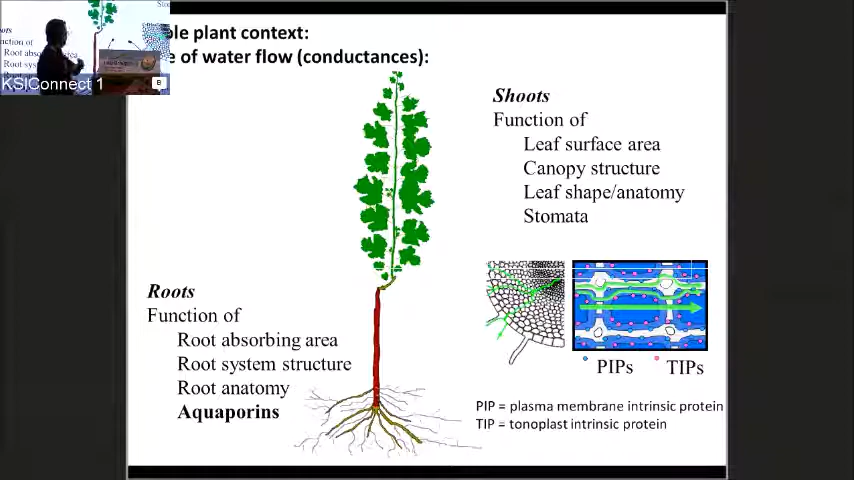 ple plant context:
e of water flow (conductances):
KSIConnect 1
B
Shoots
Function of
Leaf surface area
Canopy structure
Leaf shape/anatomy
Stomata
Roots
Function of
Root absorbing area
Root system structure
Root anatomy
Aquaporins
PIPs
TIPs
PIP = plasma membrane intrinsic protein
TIP = tonoplast intrinsic protein